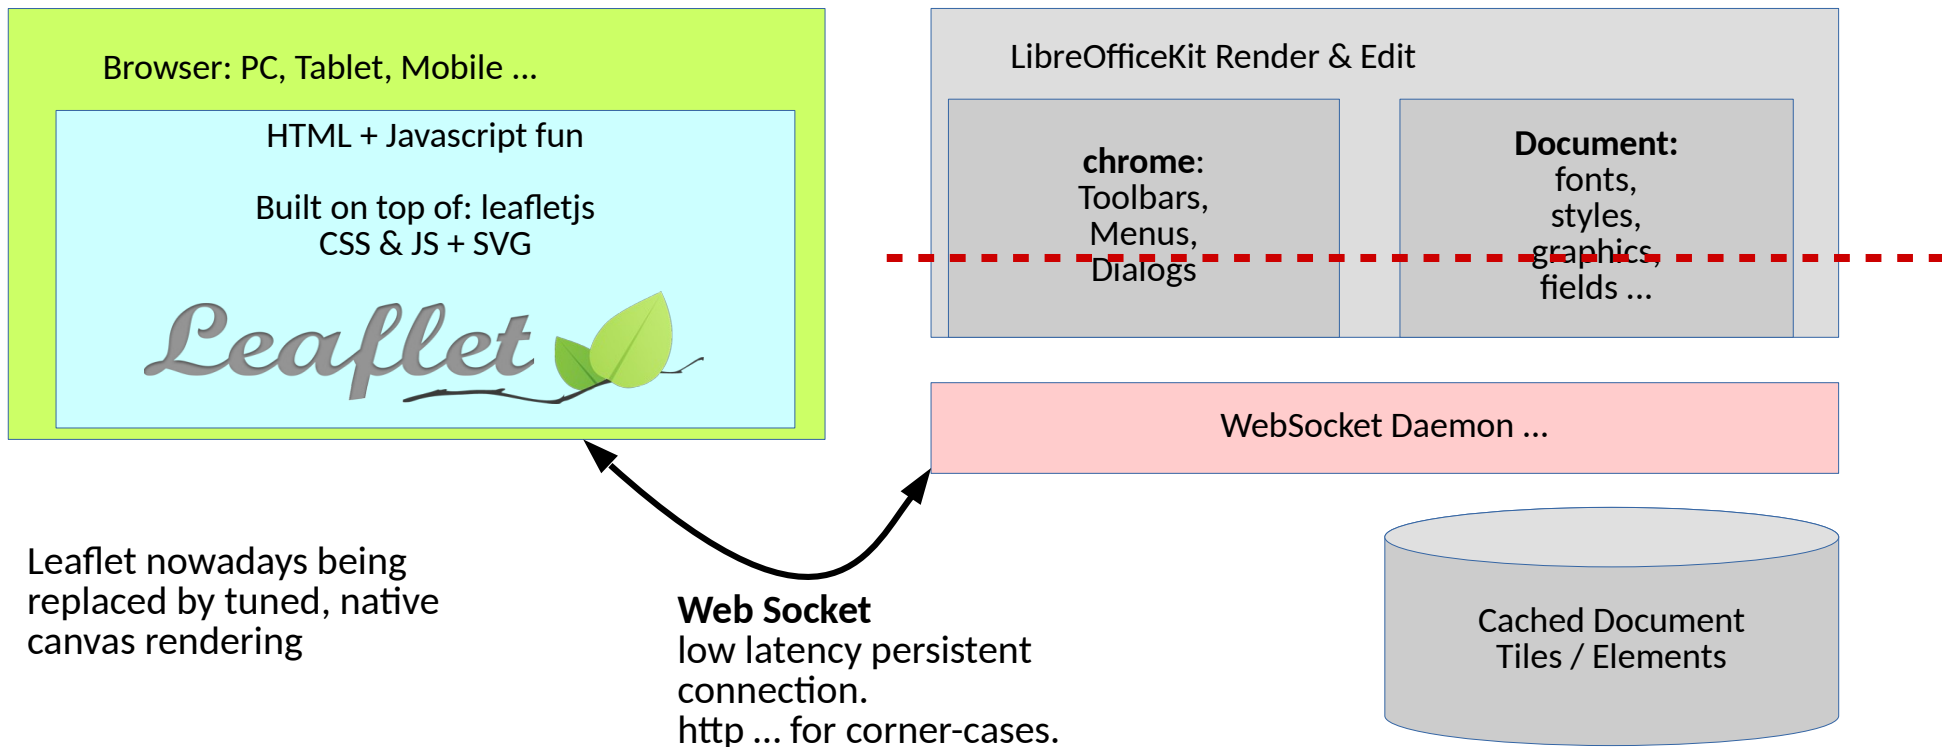 Browser: PC, Tablet, Mobile ...
HTML + Javascript fun
Built on top of: leafletjs
CSS & JS + SVG
Leaflet
LibreOfficeKit Render & Edit
chrome:
Toolbars,
Menus,
Dialogs
Document:
fonts,
styles,
graphics,
fields ...
WebSocket Daemon ...
Leaflet nowadays being
replaced by tuned, native
canvas rendering
Web Socket
low latency persistent
connection.
http ... for corner-cases.
Cached Document
Tiles / Elements